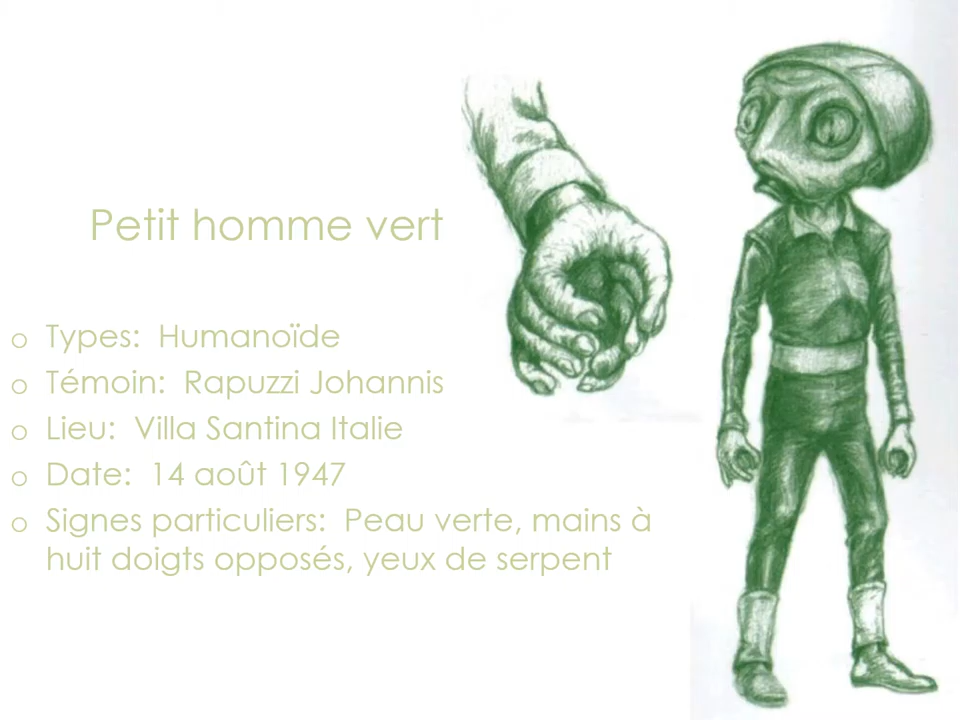 Petit homme vert
o Types: Humanoïde
o Témoin: Rapuzzi Johannis
o Lieu: Villa Santina Italie
o Date: 14 août 1947
o Signes particuliers: Peau verte, mains à
huit doigts opposés, yeux de serpent